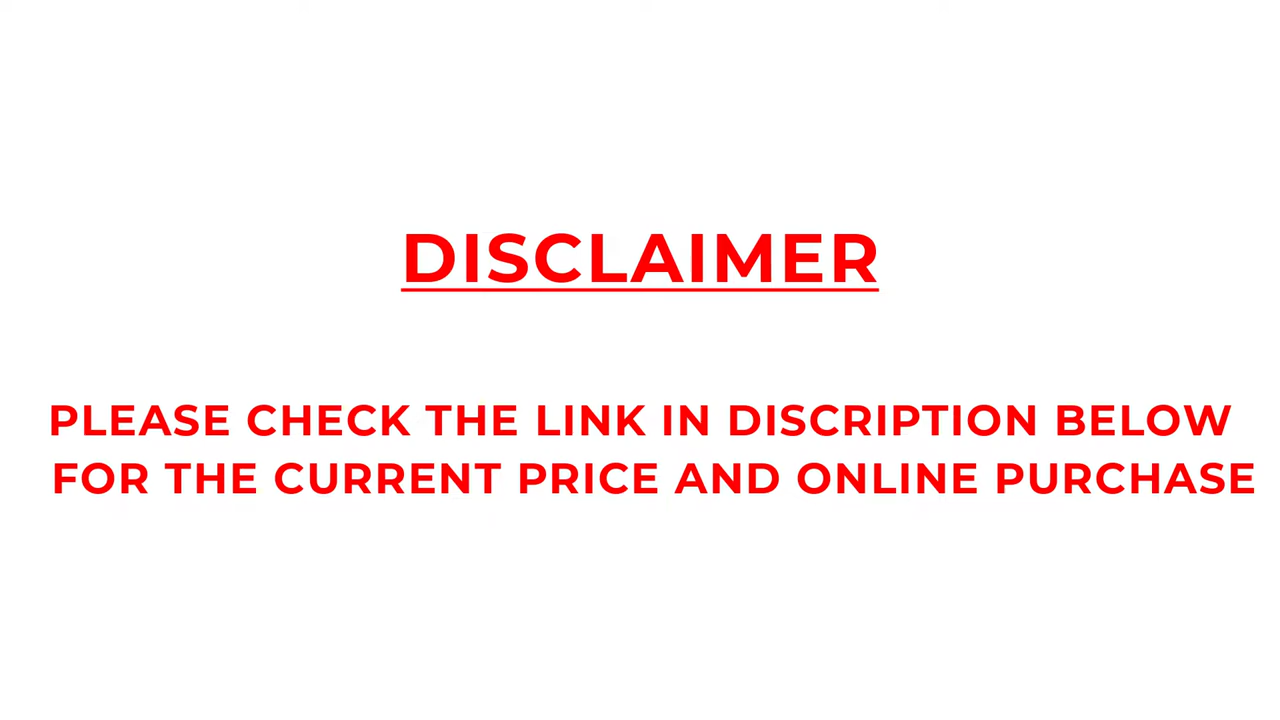 DISCLAIMER
PLEASE CHECK THE LINK IN DISCRIPTION BELOW
FOR THE CURRENT PRICE AND ONLINE PURCHASE